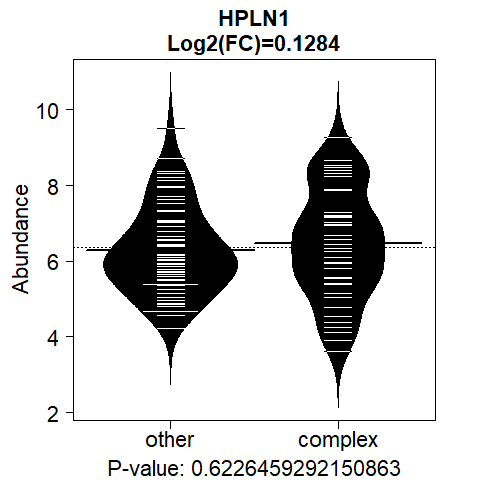 HPLN1
Log2(FC)=0.1284
Abundance
10
8
6
4
2
other complex
P-value: 0.6226459292150863